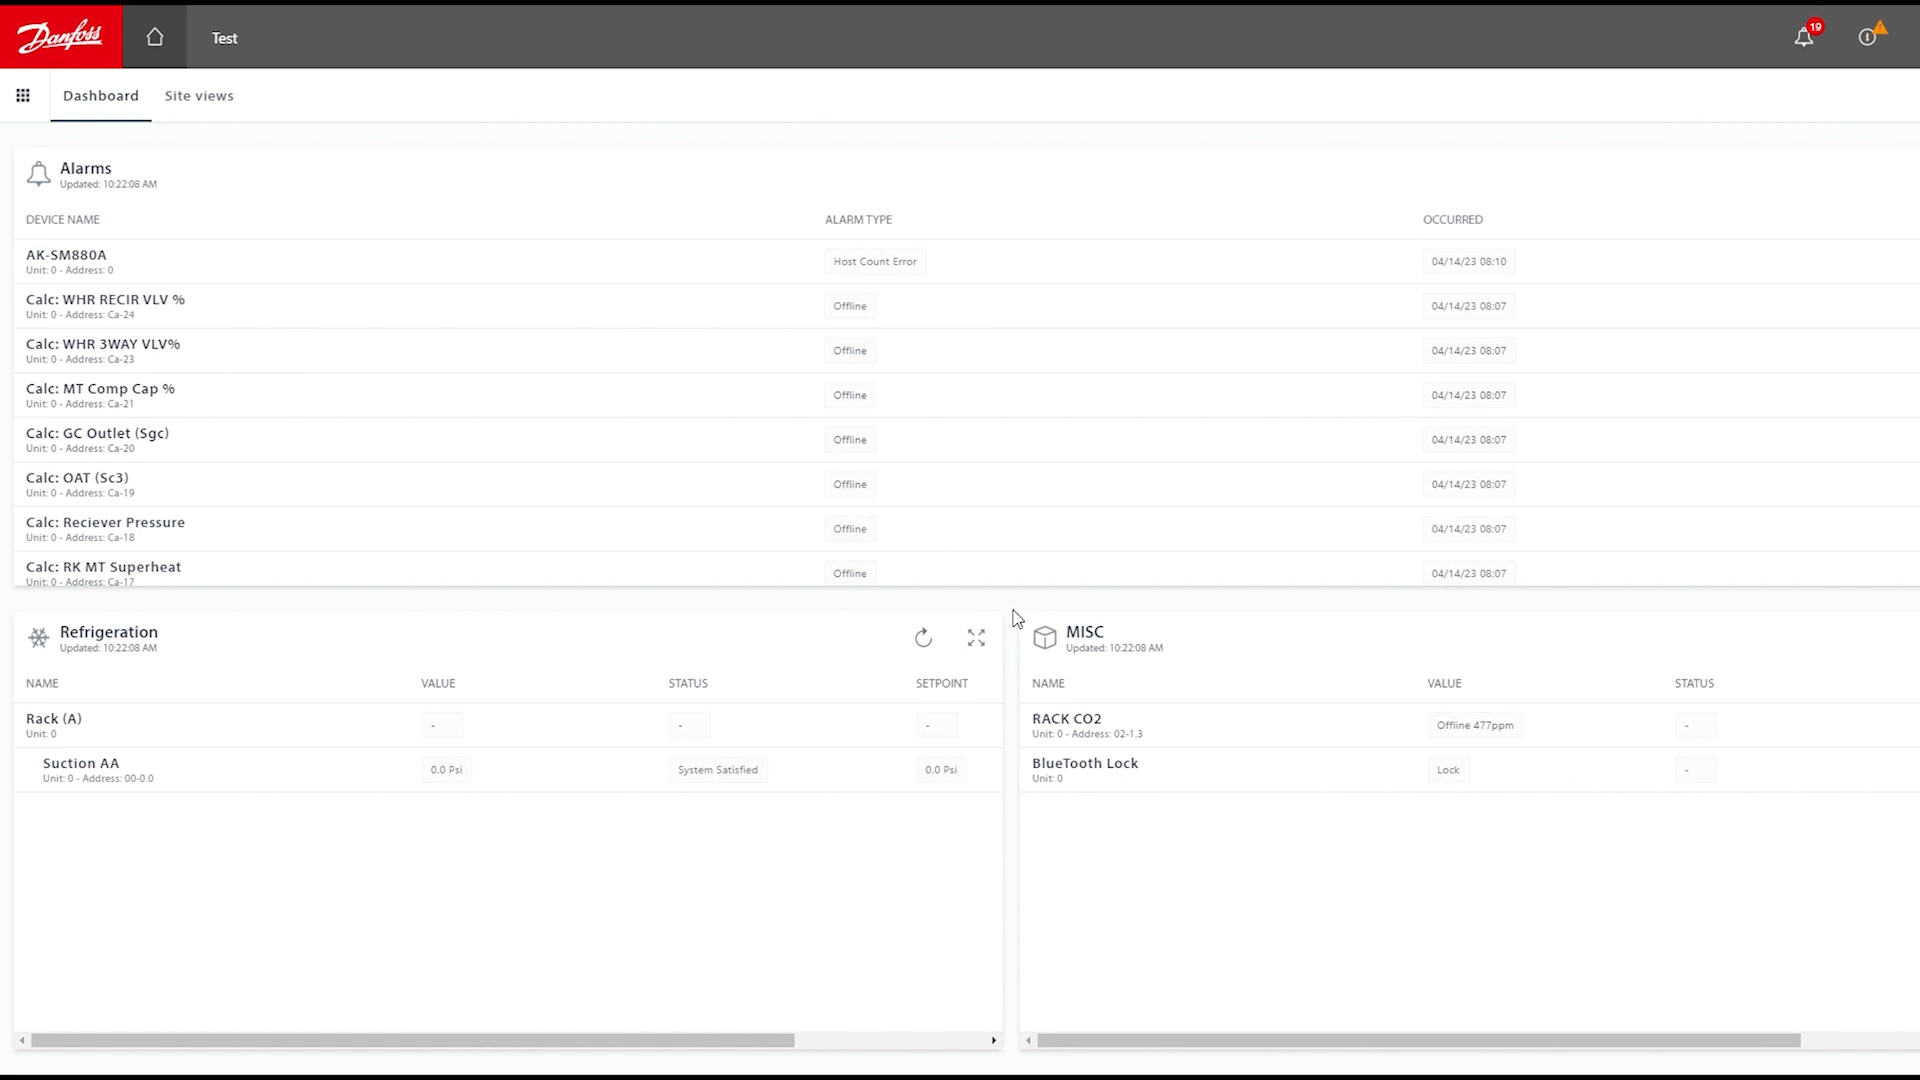 Danfoss
Test
19
Dashboard Site views
Alarms
Updated: 10:22:08 AM
DEVICE NAME ALARM TYPE OCCURRED
AK-SM880A
Unit: 0 - Address: 0
Host Count Error 04/14/23 08:10
Calc: WHR RECIR VLV %
Unit: 0 - Address: Ca-24
Offline 04/14/23 08:07
Calc: WHR 3WAY VLV%
Unit: 0 - Address: Ca-23
Offline 04/14/23 08:07
Calc: MT Comp Cap %
Unit: 0 - Address: Ca-21
Offline 04/14/23 08:07
Calc: GC Outlet (Sgc)
Unit: 0 - Address: Ca-20
Offline 04/14/23 08:07
Calc: OAT (Sc3)
Unit: 0 - Address: Ca-19
Offline 04/14/23 08:07
Calc: Reciever Pressure
Unit: 0 - Address: Ca-18
Offline 04/14/23 08:07
Calc: RK MT Superheat
Unit: 0 - Address: Ca-17
Offline 04/14/23 08:07
Refrigeration
Updated: 10:22:08 AM
NAME VALUE STATUS SETPOINT
Rack (A)
Unit: 0
- - -
Suction AA
Unit: 0 - Address: 00-0.0
0.0 Psi System Satisfied 0.0 Psi
MISC
Updated: 10:22:08 AM
NAME VALUE STATUS
RACK CO2
Unit: 0 - Address: 02-1.3
Offline 477ppm -
BlueTooth Lock
Unit: 0
Lock -